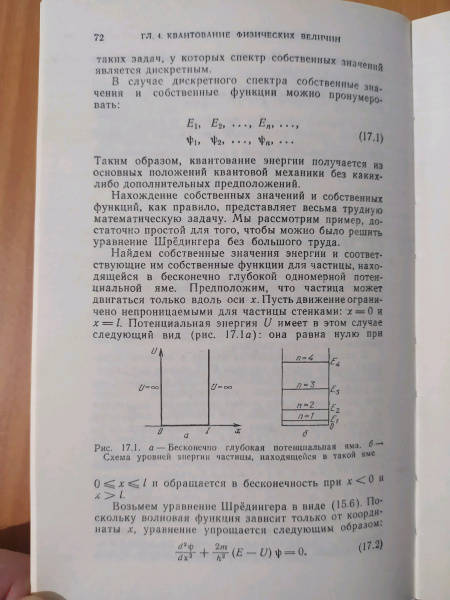 72
ГЛ. 4. КВАНТОВАНИЕ ФИЗИЧЕСКИХ ВЕЛИЧИН
таких задач, у которых спектр собственных значений
является дискретным.
В случае дискретного спектра собственные зна-
чения и собственные функции можно пронумеро-
вать:
E₁, E₂, ..., Eₙ, ...,
ψ₁, ψ₂, ..., ψₙ, ... (17.1)
Таким образом, квантование энергии получается из
основных положений квантовой механики без каких-
либо дополнительных предположений.
Нахождение собственных значений и собственных
функций, как правило, представляет весьма трудную
математическую задачу. Мы рассмотрим пример, до-
статочно простой для того, чтобы можно было решить
уравнение Шрёдингера без большого труда.
Найдем собственные значения энергии и соответ-
ствующие им собственные функции для частицы, нахо-
дящейся в бесконечно глубокой одномерной потен-
циальной яме. Предположим, что частица может
двигаться только вдоль оси x. Пусть движение ограни-
чено непроницаемыми для частицы стенками: x = 0 и
x = l. Потенциальная энергия U имеет в этом случае
следующий вид (рис. 17.1а): она равна нулю при
U
U=∞
U=∞
0
l
x
а
n=4
E₄
n=3
E₃
n=2
E₂
n=1
E₁
0
б
Рис. 17.1. а — Бесконечно глубокая потенциальная яма. б —
Схема уровней энергии частицы, находящейся в такой яме
0 ⩽ x ⩽ l и обращается в бесконечность при x < 0 и
x > l.
Возьмем уравнение Шрёдингера в виде (15.6). По-
скольку волновая функция зависит только от коорди-
наты x, уравнение упрощается следующим образом:
d²ψ/dx² + 2m/ħ² (E − U) ψ = 0. (17.2)